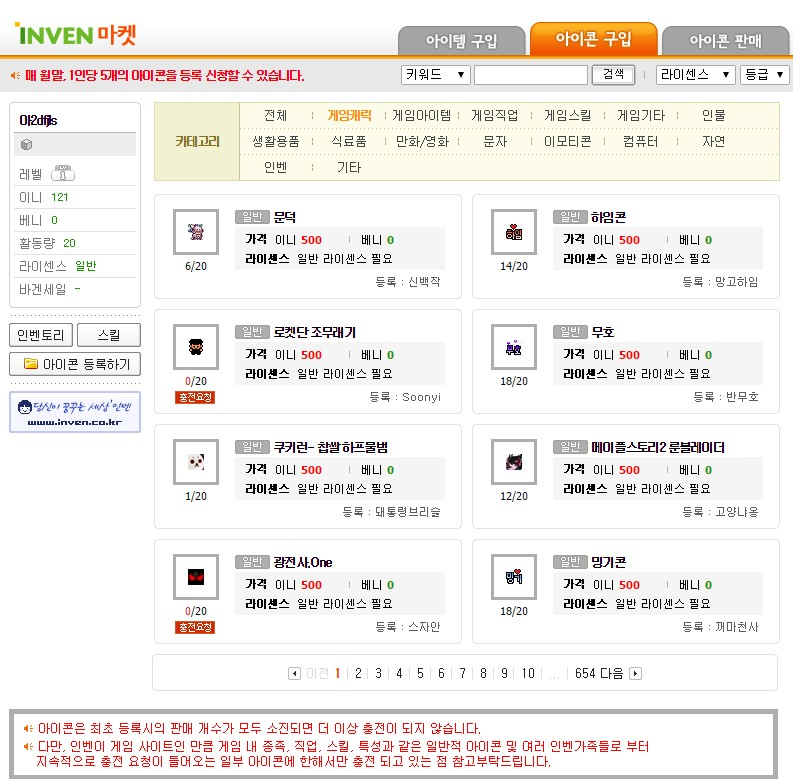 INVEN 마켓
아이템 구입 아이콘 구입 아이콘 판매
매 월말, 1인당 5개의 아이콘을 등록 신청할 수 있습니다.
키워드 ▼ 검색 라이센스 ▼ 등급 ▼
아2dfjls
레벨 1
이니 121
베니 0
활동량 20
라이센스 일반
바겐세일 -
인벤토리 스킬
아이콘 등록하기
당신이 꿈꾸는 세상'인벤
www.inven.co.kr
카테고리
전체 게임캐릭 게임아이템 게임직업 게임스킬 게임기타 인물
생활용품 식료품 만화/영화 문자 이모티콘 컴퓨터 자연
인벤 기타
일반 문덕
가격 이니 500 베니 0
라이센스 일반 라이센스 필요
6/20
등록 : 신백작
일반 하임콘
가격 이니 500 베니 0
라이센스 일반 라이센스 필요
14/20
등록 : 망고하임
일반 로켓단 조무래기
가격 이니 500 베니 0
라이센스 일반 라이센스 필요
0/20
충전요청
등록 : Soonyi
일반 무호
가격 이니 500 베니 0
라이센스 일반 라이센스 필요
18/20
등록 : 반무호
일반 쿠키런- 찹쌀 하프물범
가격 이니 500 베니 0
라이센스 일반 라이센스 필요
1/20
등록 : 돼통령브리슬
일반 메이플스토리2 룬블레이더
가격 이니 500 베니 0
라이센스 일반 라이센스 필요
12/20
등록 : 고양냐옹
일반 광전사.One
가격 이니 500 베니 0
라이센스 일반 라이센스 필요
0/20
충전요청
등록 : 스자안
일반 밍기콘
가격 이니 500 베니 0
라이센스 일반 라이센스 필요
18/20
등록 : 꺼마천사
이전 1 2 3 4 5 6 7 8 9 10 ... 654 다음
아이콘은 최초 등록시의 판매 개수가 모두 소진되면 더 이상 충전이 되지 않습니다.
다만, 인벤이 게임 사이트인 만큼 게임 내 종족, 직업, 스킬, 특성과 같은 일반적 아이콘 및 여러 인벤가족들로 부터
지속적으로 충전 요청이 들어오는 일부 아이콘에 한해서만 충전 되고 있는 점 참고부탁드립니다.